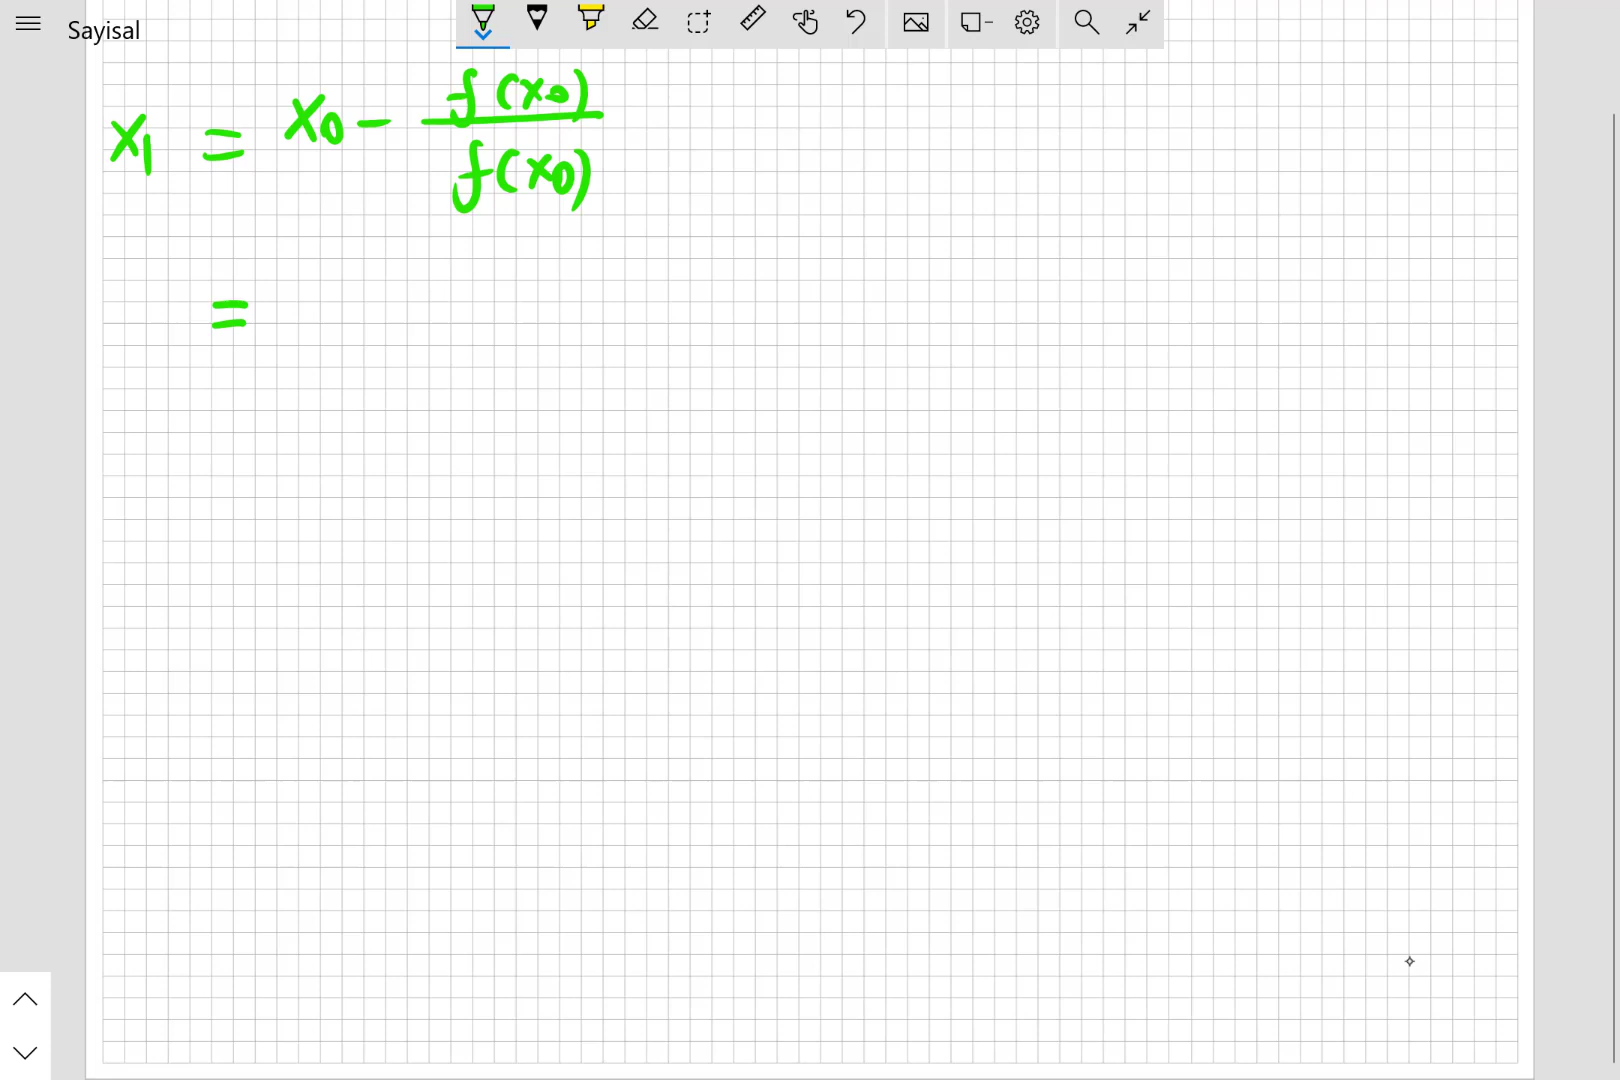 Sayisal
x₁ = x₀ - f(x₀) / f(x₀)
=